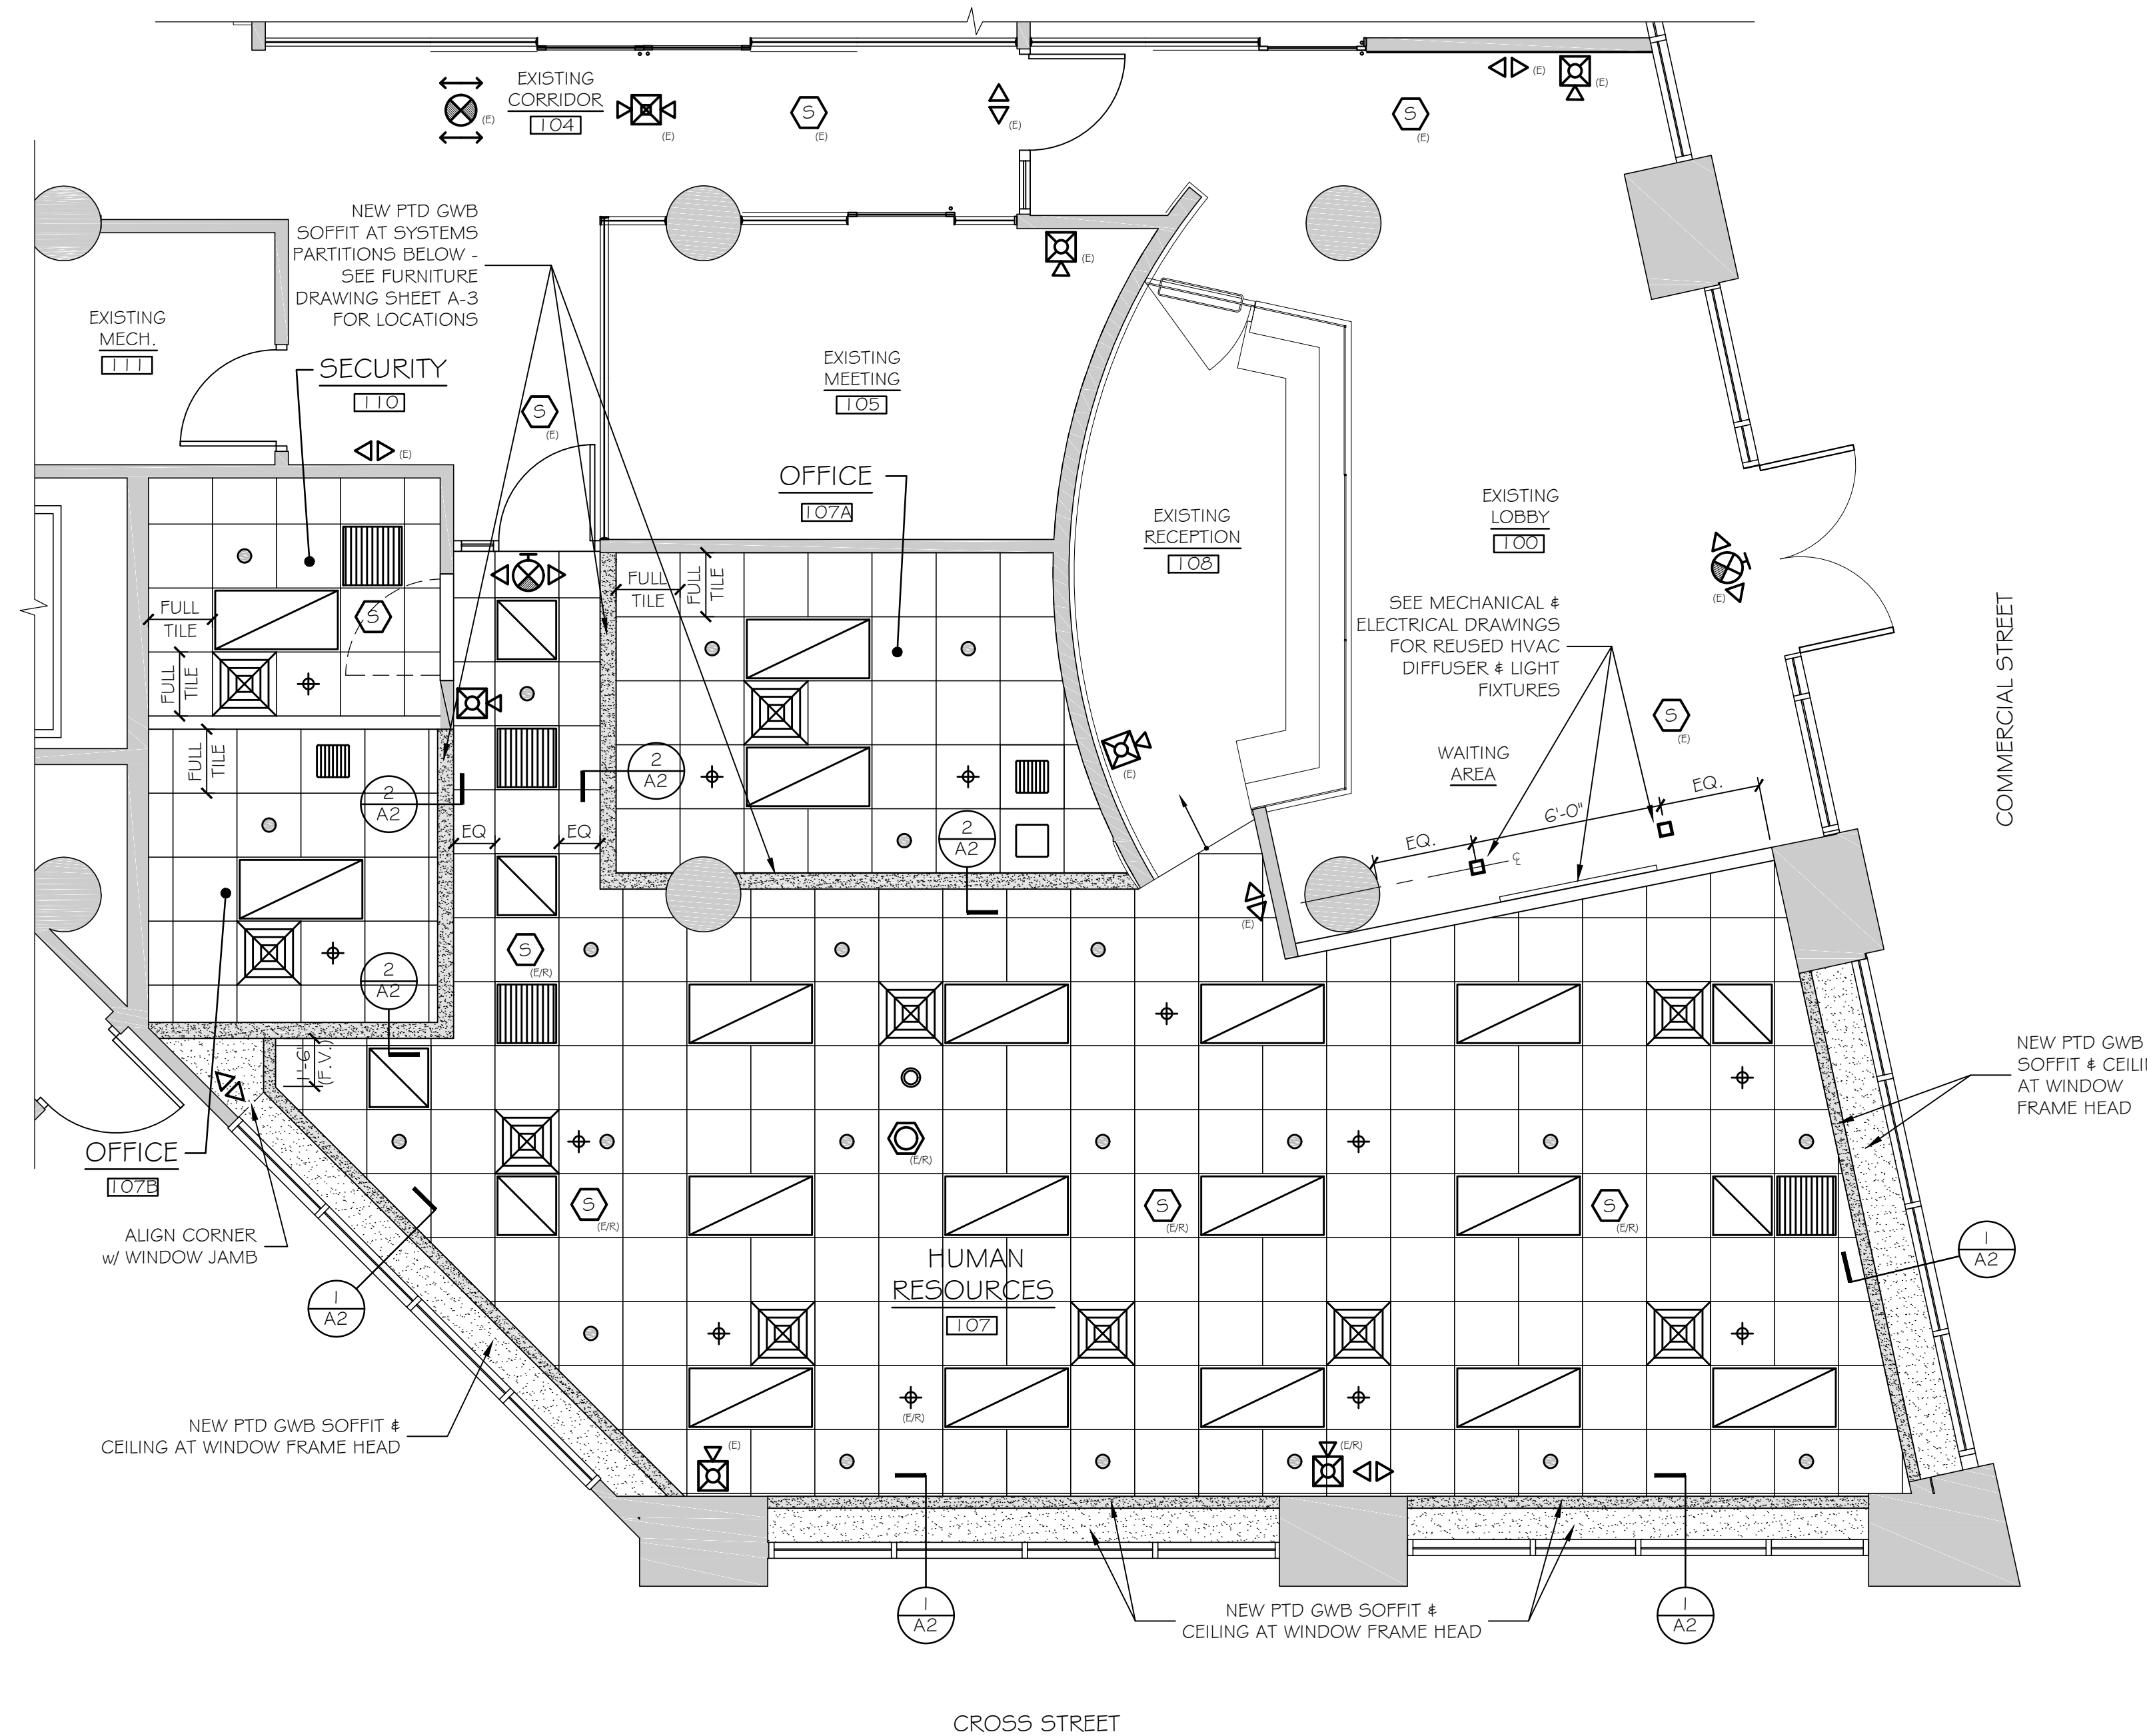 EXISTING
CORRIDOR
104
(E)
(E)
S
(E)
(E)
S
(E)
(E)
(E)
NEW PTD GWB
SOFFIT AT SYSTEMS
PARTITIONS BELOW -
SEE FURNITURE
DRAWING SHEET A-3
FOR LOCATIONS
(E)
EXISTING
MECH.
111
SECURITY
110
(E)
S
(E)
EXISTING
MEETING
105
OFFICE
107A
EXISTING
RECEPTION
108
EXISTING
LOBBY
100
(E)
COMMERCIAL STREET
SEE MECHANICAL &
ELECTRICAL DRAWINGS
FOR REUSED HVAC
DIFFUSER & LIGHT
FIXTURES
FULL
TILE
FULL
TILE
S
FULL
TILE
FULL
TILE
FULL
TILE
FULL
TILE
2
A2
2
A2
EQ
EQ
2
A2
(E)
S
(E)
WAITING
AREA
EQ.
6'-0"
EQ.
℄
(E)
2
A2
S
(E/R)
1'-6"
(F.V.)
NEW PTD GWB
SOFFIT & CEILI
AT WINDOW
FRAME HEAD
OFFICE
107B
(E/R)
S
(E/R)
S
(E/R)
S
(E/R)
ALIGN CORNER
w/ WINDOW JAMB
HUMAN
RESOURCES
107
1
A2
1
A2
NEW PTD GWB SOFFIT &
CEILING AT WINDOW FRAME HEAD
(E/R)
(E)
(E/R)
1
A2
NEW PTD GWB SOFFIT &
CEILING AT WINDOW FRAME HEAD
1
A2
CROSS STREET